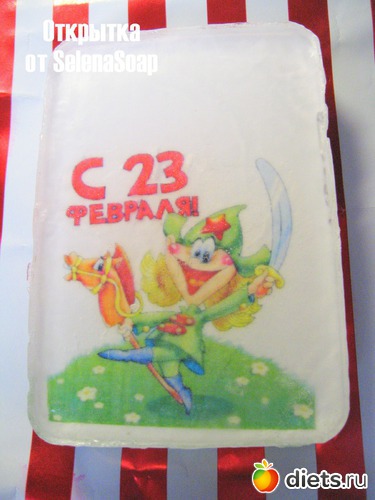 Открытка
от SelenaSoap
С 23
ФЕВРАЛЯ!
diets.ru